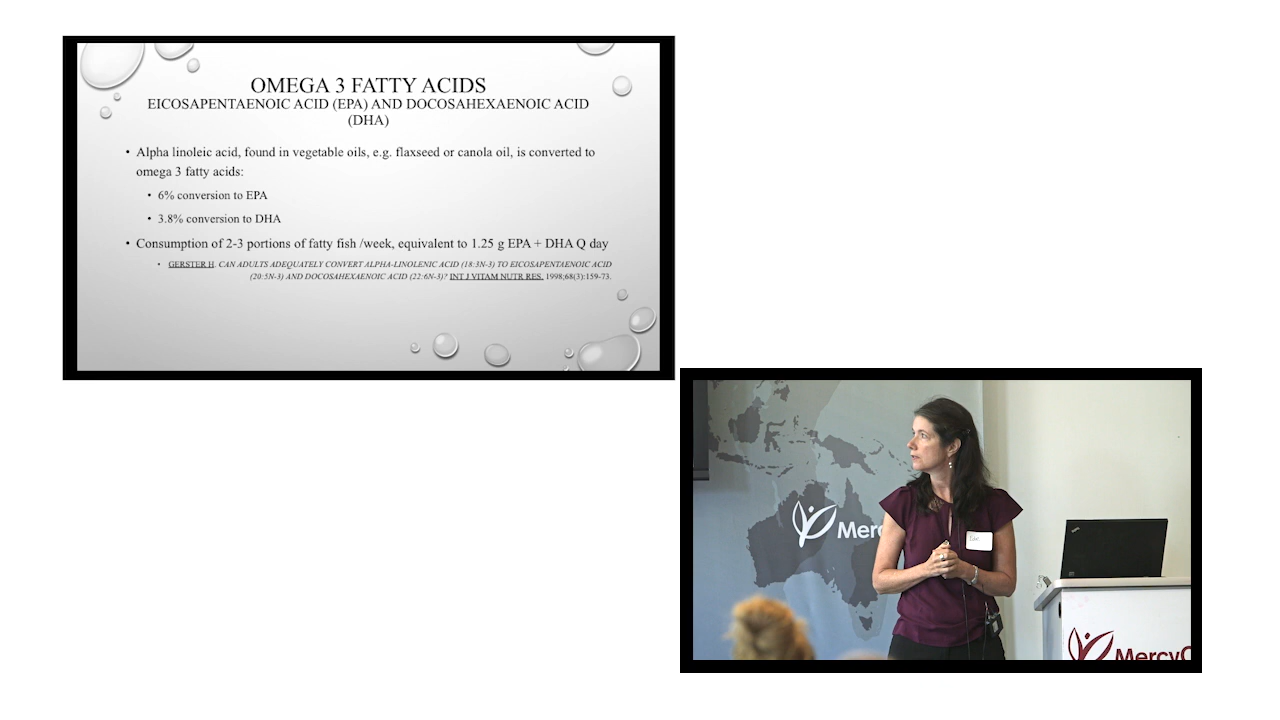 OMEGA 3 FATTY ACIDS
EICOSAPENTAENOIC ACID (EPA) AND DOCOSAHEXAENOIC ACID
(DHA)
• Alpha linoleic acid, found in vegetable oils, e.g. flaxseed or canola oil, is converted to
omega 3 fatty acids:
• 6% conversion to EPA
• 3.8% conversion to DHA
• Consumption of 2-3 portions of fatty fish /week, equivalent to 1.25 g EPA + DHA Q day
• GERSTER H. CAN ADULTS ADEQUATELY CONVERT ALPHA-LINOLENIC ACID (18:3N-3) TO EICOSAPENTAENOIC ACID
(20:5N-3) AND DOCOSAHEXAENOIC ACID (22:6N-3)? INT J VITAM NUTR RES. 1998;68(3):159-73.
Merc
MercyC